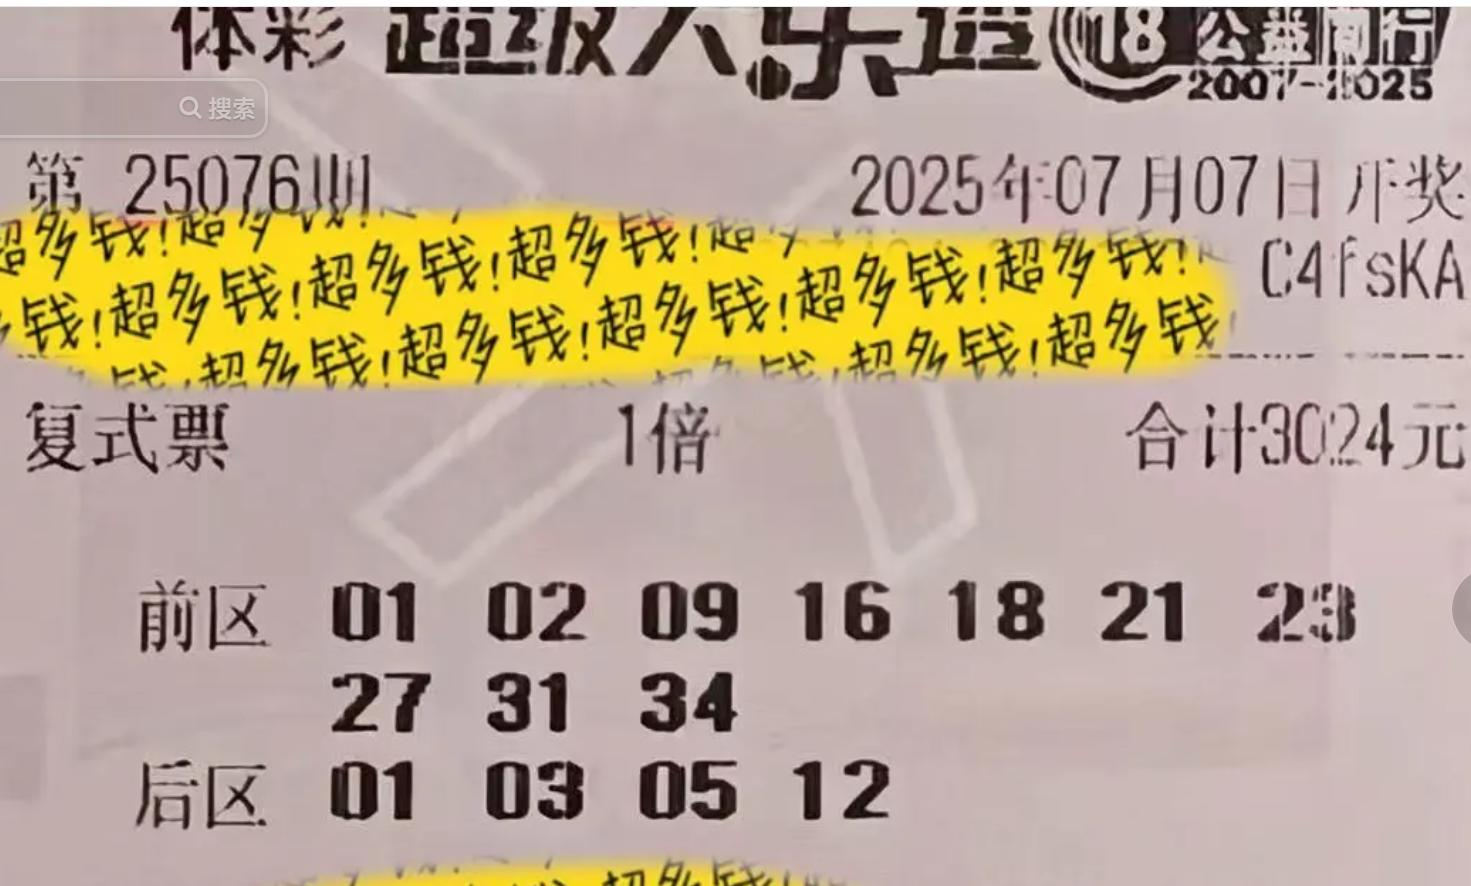 体彩 超级大乐透 18 公益前行
2007-2025
搜索
第 25076期 2025年07月07日 开奖
超多钱!超多钱!超多钱!超多钱!超
C4fsKA
钱!超多钱!超多钱!超多钱!超多钱!超多钱!
超多钱!超多钱!超多钱!超多钱!超多钱!
复式票 1倍 合计3024元
前区 01 02 09 16 18 21 23
27 31 34
后区 01 03 05 12
超多钱!超